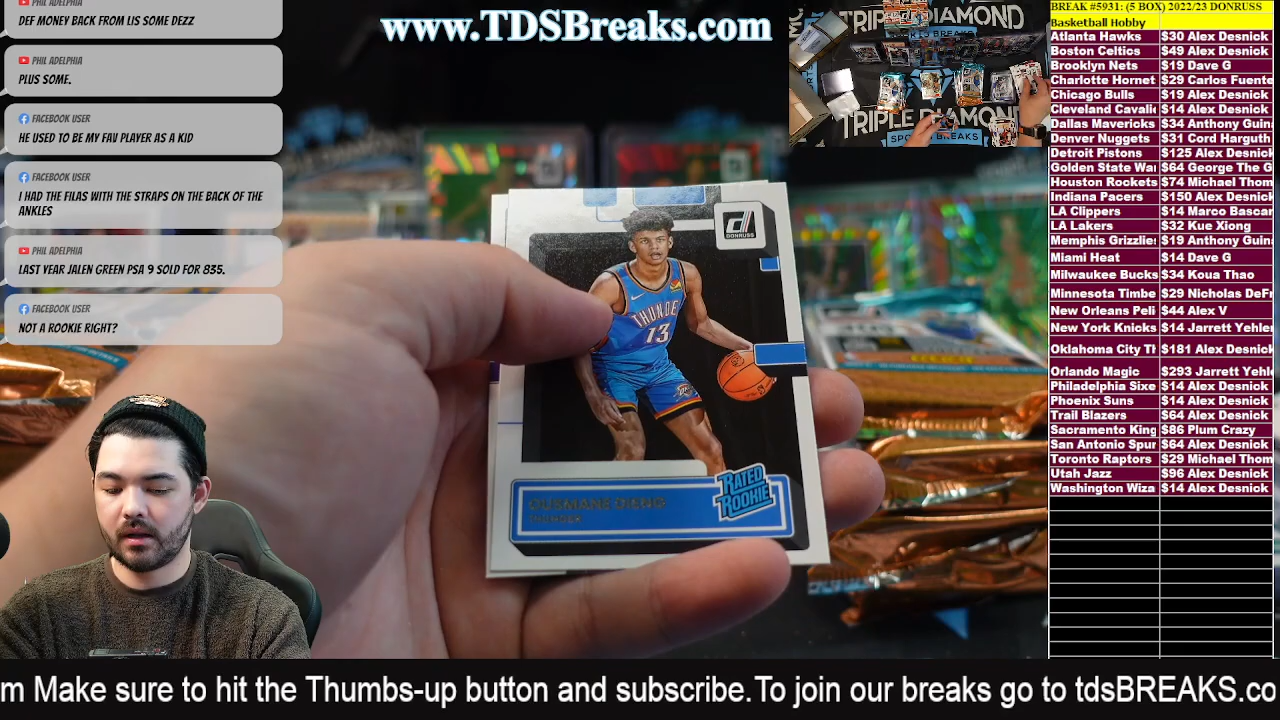 DEF MONEY BACK FROM LIS SOME DEZZ
PHIL ADELPHIA
PLUS SOME.
FACEBOOK USER
HE USED TO BE MY FAV PLAYER AS A KID
FACEBOOK USER
I HAD THE FILAS WITH THE STRAPS ON THE BACK OF THE
ANKLES
PHIL ADELPHIA
LAST YEAR JALEN GREEN PSA 9 SOLD FOR 835.
FACEBOOK USER
NOT A ROOKIE RIGHT?
www.TDSBreaks.com
TRIPLE DIAMOND
TRIPLE DIAMON
SPORTS BREAKS
DONRUSS
THUNDER
13
OUSMANE DIENG
THUNDER
RATED
ROOKIE
BREAK #5931: (5 BOX) 2022/23 DONRUSS
Basketball Hobby
Atlanta Hawks $30 Alex Desnick
Boston Celtics $49 Alex Desnick
Brooklyn Nets $19 Dave G
Charlotte Hornet $29 Carlos Fuente
Chicago Bulls $19 Alex Desnick
Cleveland Cavali $14 Alex Desnick
Dallas Mavericks $34 Anthony Guin
Denver Nuggets $31 Cord Harguth
Detroit Pistons $125 Alex Desnick
Golden State Wa $64 George The G
Houston Rockets $74 Michael Thom
Indiana Pacers $150 Alex Desnick
LA Clippers $14 Marco Bascar
LA Lakers $32 Kue Xiong
Memphis Grizzlie $19 Anthony Guin
Miami Heat $14 Dave G
Milwaukee Bucks $34 Koua Thao
Minnesota Timbe $29 Nicholas DeFr
New Orleans Peli $44 Alex V
New York Knicks $14 Jarrett Yehle
Oklahoma City Th $181 Alex Desnick
Orlando Magic $293 Jarrett Yehl
Philadelphia Sixe $14 Alex Desnick
Phoenix Suns $14 Alex Desnick
Trail Blazers $64 Alex Desnick
Sacramento King $86 Plum Crazy
San Antonio Spur $64 Alex Desnick
Toronto Raptors $29 Michael Thom
Utah Jazz $96 Alex Desnick
Washington Wiza $14 Alex Desnick
m Make sure to hit the Thumbs-up button and subscribe.To join our breaks go to tdsBREAKS.co